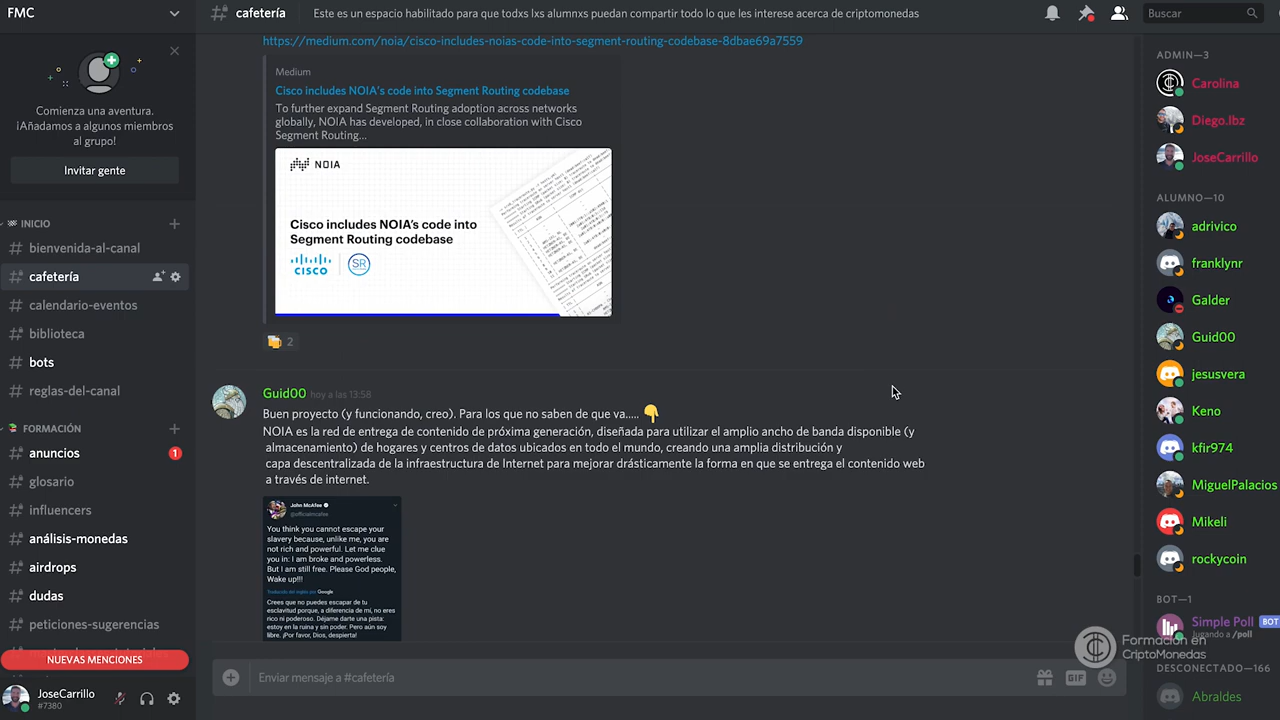 FMC
Comienza una aventura.
¡Añadamos a algunos miembros
al grupo!
Invitar gente
INICIO
bienvenida-al-canal
cafetería
calendario-eventos
biblioteca
bots
reglas-del-canal
FORMACIÓN
anuncios
1
glosario
influencers
análisis-monedas
airdrops
dudas
peticiones-sugerencias
NUEVAS MENCIONES
JoseCarrillo
#7380
cafetería
Este es un espacio habilitado para que todxs lxs alumnxs puedan compartir todo lo que les interese acerca de criptomonedas
Buscar
https://medium.com/noia/cisco-includes-noias-code-into-segment-routing-codebase-8dbae69a7559
Medium
Cisco includes NOIA's code into Segment Routing codebase
To further expand Segment Routing adoption across networks
globally, NOIA has developed, in close collaboration with Cisco
Segment Routing...
NOIA
Cisco includes NOIA's code into
Segment Routing codebase
CISCO
SR
2
Guid00 hoy a las 13:58
Buen proyecto (y funcionando, creo). Para los que no saben de que va.....
NOIA es la red de entrega de contenido de próxima generación, diseñada para utilizar el amplio ancho de banda disponible (y
almacenamiento) de hogares y centros de datos ubicados en todo el mundo, creando una amplia distribución y
capa descentralizada de la infraestructura de Internet para mejorar drásticamente la forma en que se entrega el contenido web
a través de internet.
John McAfee
@officialmcafee
You think you cannot escape your
slavery because, unlike me, you are
not rich and powerful. Let me clue
you in: I am broke and powerless.
But I am still free. Please God people,
Wake up!!!
Traducido del inglés por Google
Crees que no puedes escapar de tu
esclavitud porque, a diferencia de mí, no eres
rico ni poderoso. Déjame darte una pista:
estoy en la ruina y sin poder. Pero aún soy
libre. ¡Por favor, Dios, despierta!
Enviar mensaje a #cafetería
GIF
ADMIN—3
Carolina
Diego.lbz
JoseCarrillo
ALUMNO—10
adrivico
franklynr
Galder
Guid00
jesusvera
Keno
kfir974
MiguelPalacios
Mikeli
rockycoin
BOT—1
Simple Poll BOT
Jugando a /poll
Formación en
CriptoMonedas
DESCONECTADO—166
Abraldes